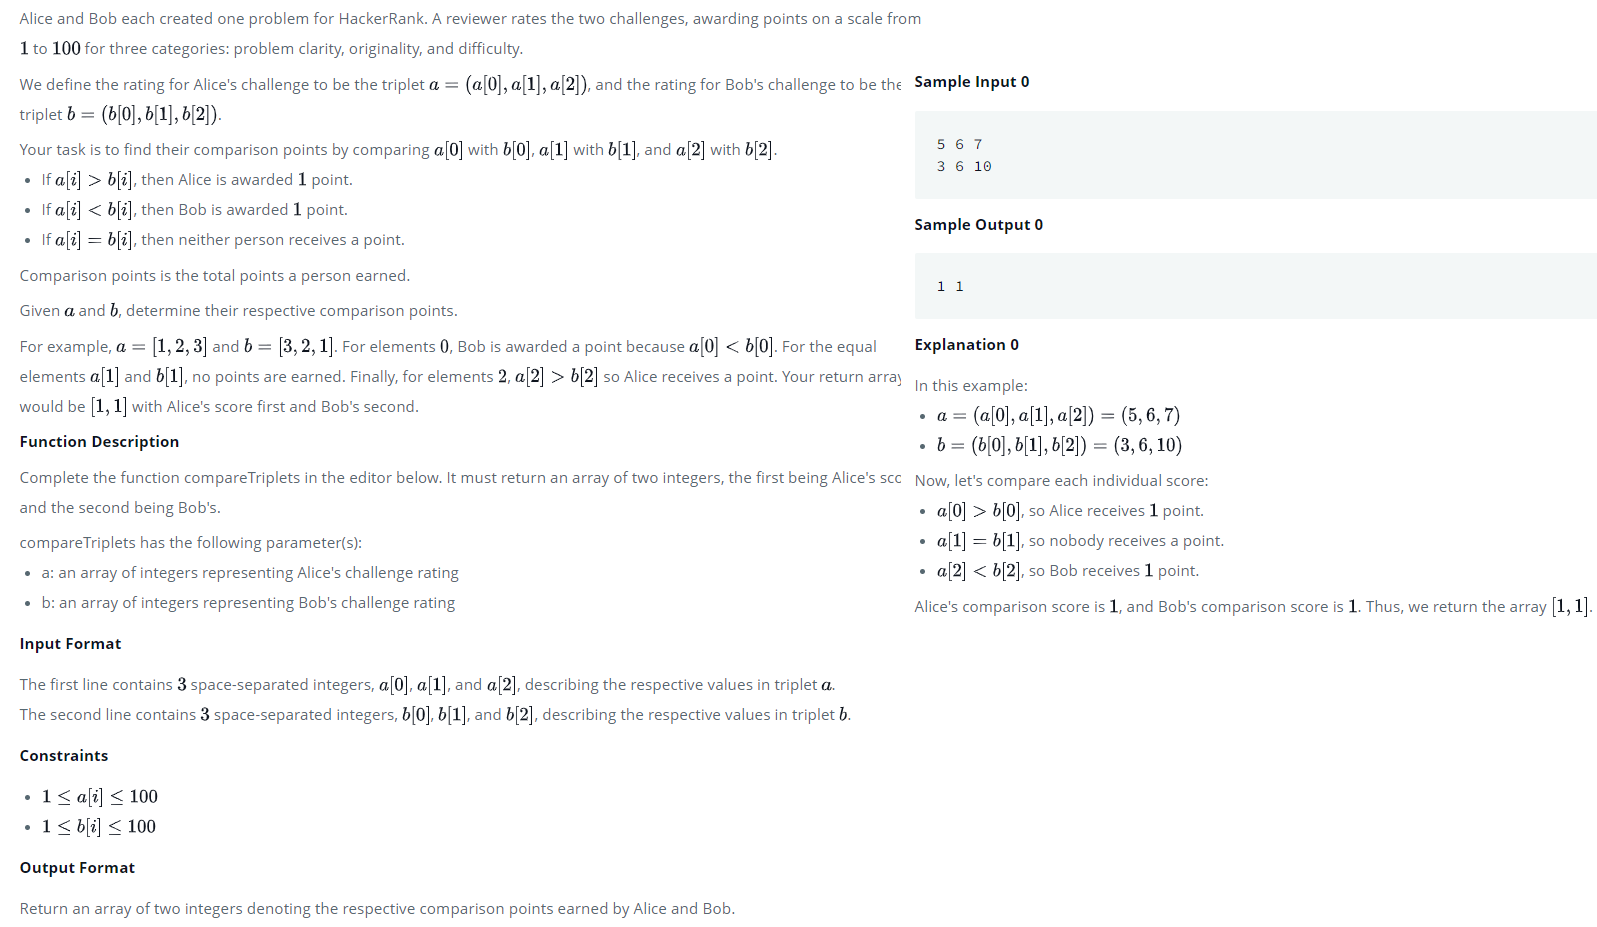 Alice and Bob each created one problem for HackerRank. A reviewer rates the two challenges, awarding points on a scale from
1 to 100 for three categories: problem clarity, originality, and difficulty.
We define the rating for Alice's challenge to be the triplet a = (a[0], a[1], a[2]), and the rating for Bob's challenge to be the
triplet b = (b[0], b[1], b[2]).
Your task is to find their comparison points by comparing a[0] with b[0], a[1] with b[1], and a[2] with b[2].
• If a[i] > b[i], then Alice is awarded 1 point.
• If a[i] < b[i], then Bob is awarded 1 point.
• If a[i] = b[i], then neither person receives a point.
Comparison points is the total points a person earned.
Given a and b, determine their respective comparison points.
For example, a = [1, 2, 3] and b = [3, 2, 1]. For elements 0, Bob is awarded a point because a[0] < b[0]. For the equal
elements a[1] and b[1], no points are earned. Finally, for elements 2, a[2] > b[2] so Alice receives a point. Your return array
would be [1, 1] with Alice's score first and Bob's second.
Function Description
Complete the function compareTriplets in the editor below. It must return an array of two integers, the first being Alice's sco
and the second being Bob's.
compareTriplets has the following parameter(s):
• a: an array of integers representing Alice's challenge rating
• b: an array of integers representing Bob's challenge rating
Input Format
The first line contains 3 space-separated integers, a[0], a[1], and a[2], describing the respective values in triplet a.
The second line contains 3 space-separated integers, b[0], b[1], and b[2], describing the respective values in triplet b.
Constraints
• 1 ≤ a[i] ≤ 100
• 1 ≤ b[i] ≤ 100
Output Format
Return an array of two integers denoting the respective comparison points earned by Alice and Bob.
Sample Input 0
5 6 7
3 6 10
Sample Output 0
1 1
Explanation 0
In this example:
• a = (a[0], a[1], a[2]) = (5, 6, 7)
• b = (b[0], b[1], b[2]) = (3, 6, 10)
Now, let's compare each individual score:
• a[0] > b[0], so Alice receives 1 point.
• a[1] = b[1], so nobody receives a point.
• a[2] < b[2], so Bob receives 1 point.
Alice's comparison score is 1, and Bob's comparison score is 1. Thus, we return the array [1, 1].